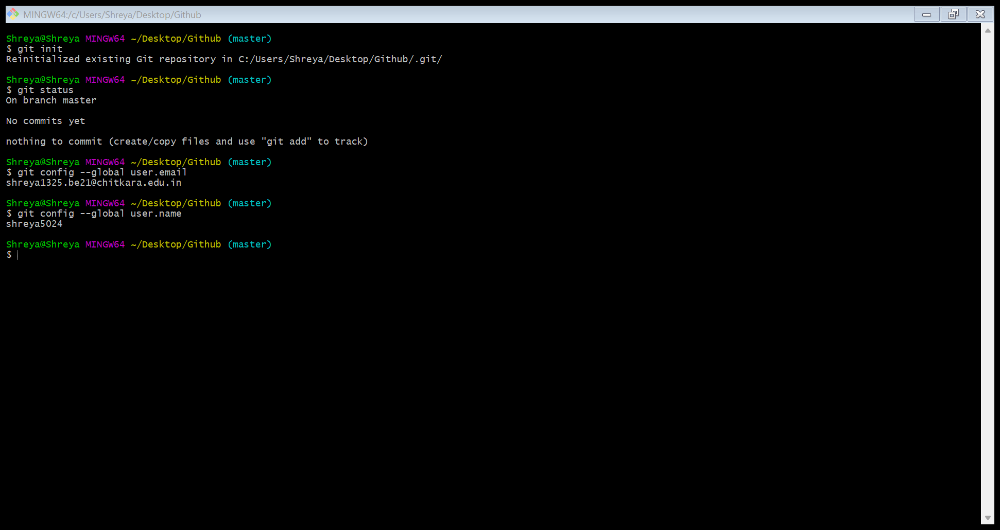 MINGW64:/c/Users/Shreya/Desktop/Github
Shreya@Shreya MINGW64 ~/Desktop/Github (master)
$ git init
Reinitialized existing Git repository in C:/Users/Shreya/Desktop/Github/.git/
Shreya@Shreya MINGW64 ~/Desktop/Github (master)
$ git status
On branch master
No commits yet
nothing to commit (create/copy files and use "git add" to track)
Shreya@Shreya MINGW64 ~/Desktop/Github (master)
$ git config --global user.email
shreya1325.be21@chitkara.edu.in
Shreya@Shreya MINGW64 ~/Desktop/Github (master)
$ git config --global user.name
shreya5024
Shreya@Shreya MINGW64 ~/Desktop/Github (master)
$